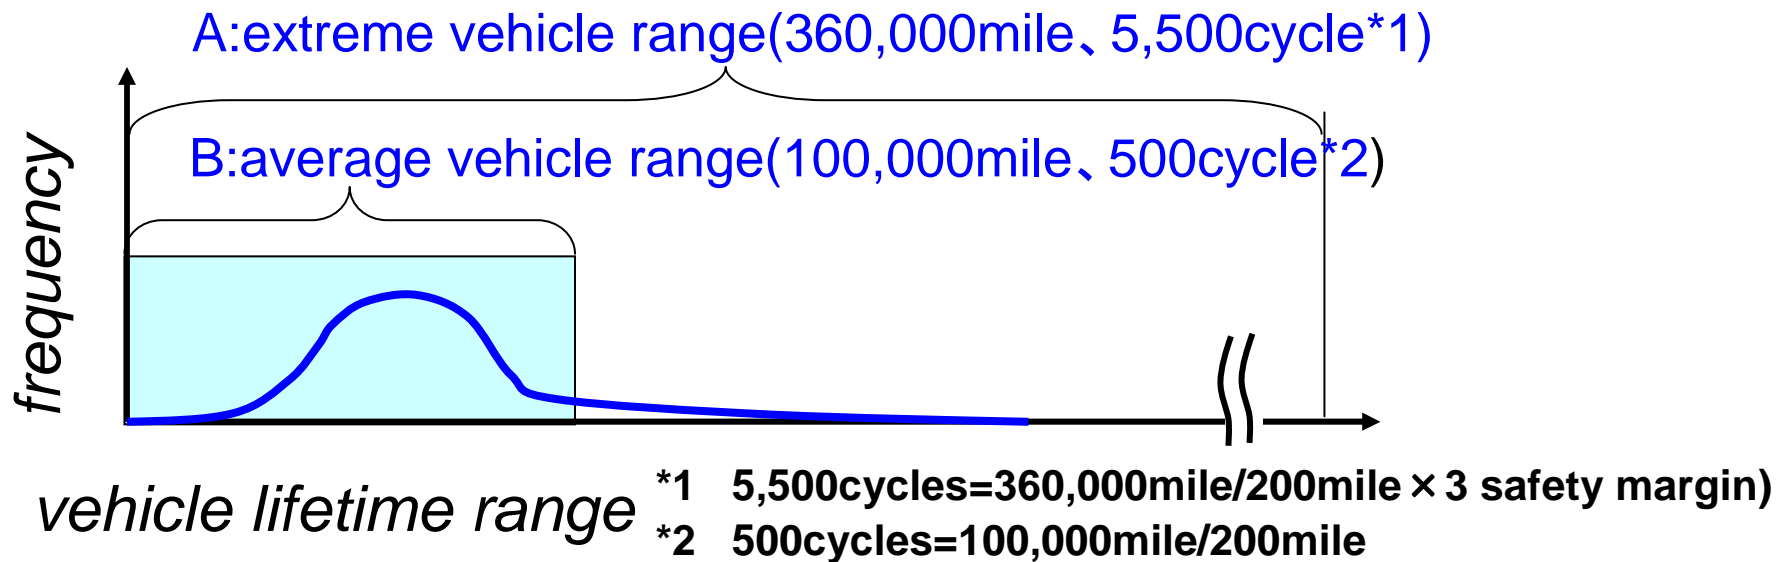 A:extreme vehicle range(360,000mile、5,500cycle*1)
B:average vehicle range(100,000mile、500cycle*2)
frequency
vehicle lifetime range
*1 5,500cycles=360,000mile/200mile×3 safety margin)
*2 500cycles=100,000mile/200mile